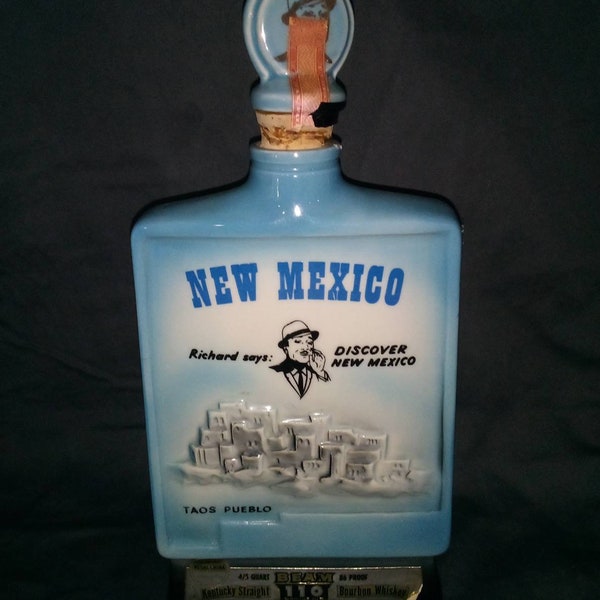 NEW MEXICO
Richard says:
DISCOVER
NEW MEXICO
TAOS PUEBLO
4/5 QUART BEAM 86 PROOF
Kentucky Straight 110 Bourbon Whiskey